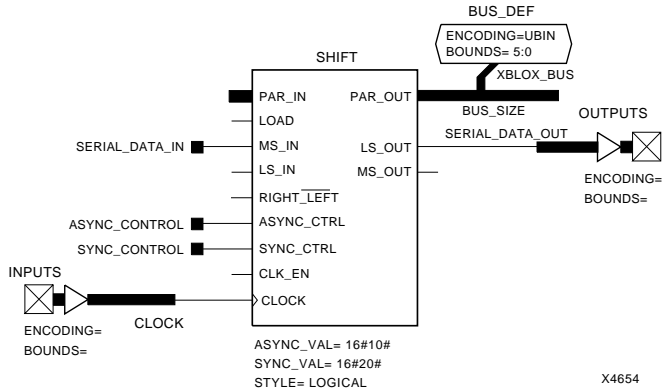 BUS_DEF
ENCODING=UBIN
BOUNDS= 5:0
SHIFT
XBLOX_BUS
PAR_IN PAR_OUT
BUS_SIZE
OUTPUTS
LOAD
SERIAL_DATA_OUT
SERIAL_DATA_IN MS_IN LS_OUT
LS_IN MS_OUT
ENCODING=
BOUNDS=
RIGHT_LEFT
ASYNC_CONTROL ASYNC_CTRL
SYNC_CONTROL SYNC_CTRL
INPUTS
CLK_EN
CLOCK
CLOCK
ENCODING=
BOUNDS=
ASYNC_VAL= 16#10#
SYNC_VAL= 16#20#
STYLE= LOGICAL
X4654